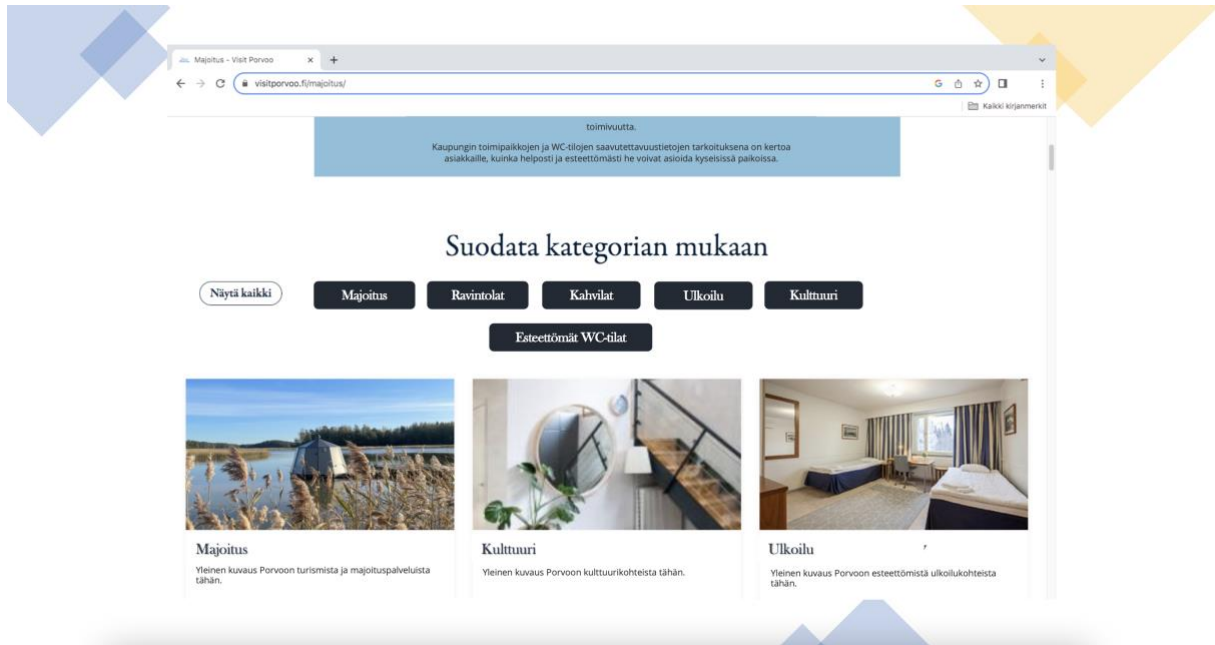 Majoitus - Visit Porvoo
visitporvoo.fi/majoitus/
Kaikki kirjanmerkit
toimivuutta.
Kaupungin toimipaikkojen ja WC-tilojen saavutettavuustietojen tarkoituksena on kertoa
asiakkaille, kuinka helposti ja esteettömästi he voivat asioida kyseisissä paikoissa.
Suodata kategorian mukaan
Näytä kaikki
Majoitus
Ravintolat
Kahvilat
Ulkoilu
Kulttuuri
Esteettömät WC-tilat
Majoitus
Yleinen kuvaus Porvoon turismista ja majoituspalveluista
tähän.
Kulttuuri
Yleinen kuvaus Porvoon kulttuurikohteista tähän.
Ulkoilu
Yleinen kuvaus Porvoon esteettömistä ulkoilukohteista
tähän.